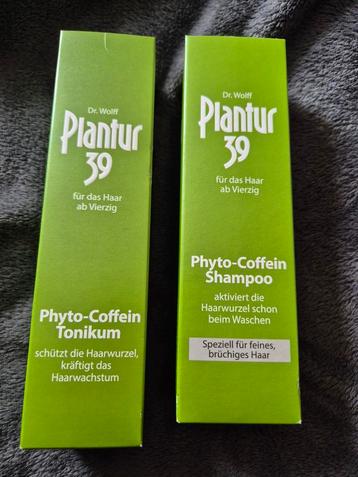 Dr. Wolff
Plantur
39
für das Haar
ab Vierzig
Phyto-Coffein
Tonikum
schützt die Haarwurzel,
kräftigt das
Haarwachstum
Dr. Wolff
Plantur
39
für das Haar
ab Vierzig
Phyto-Coffein
Shampoo
aktiviert die
Haarwurzel schon
beim Waschen
Speziell für feines,
brüchiges Haar